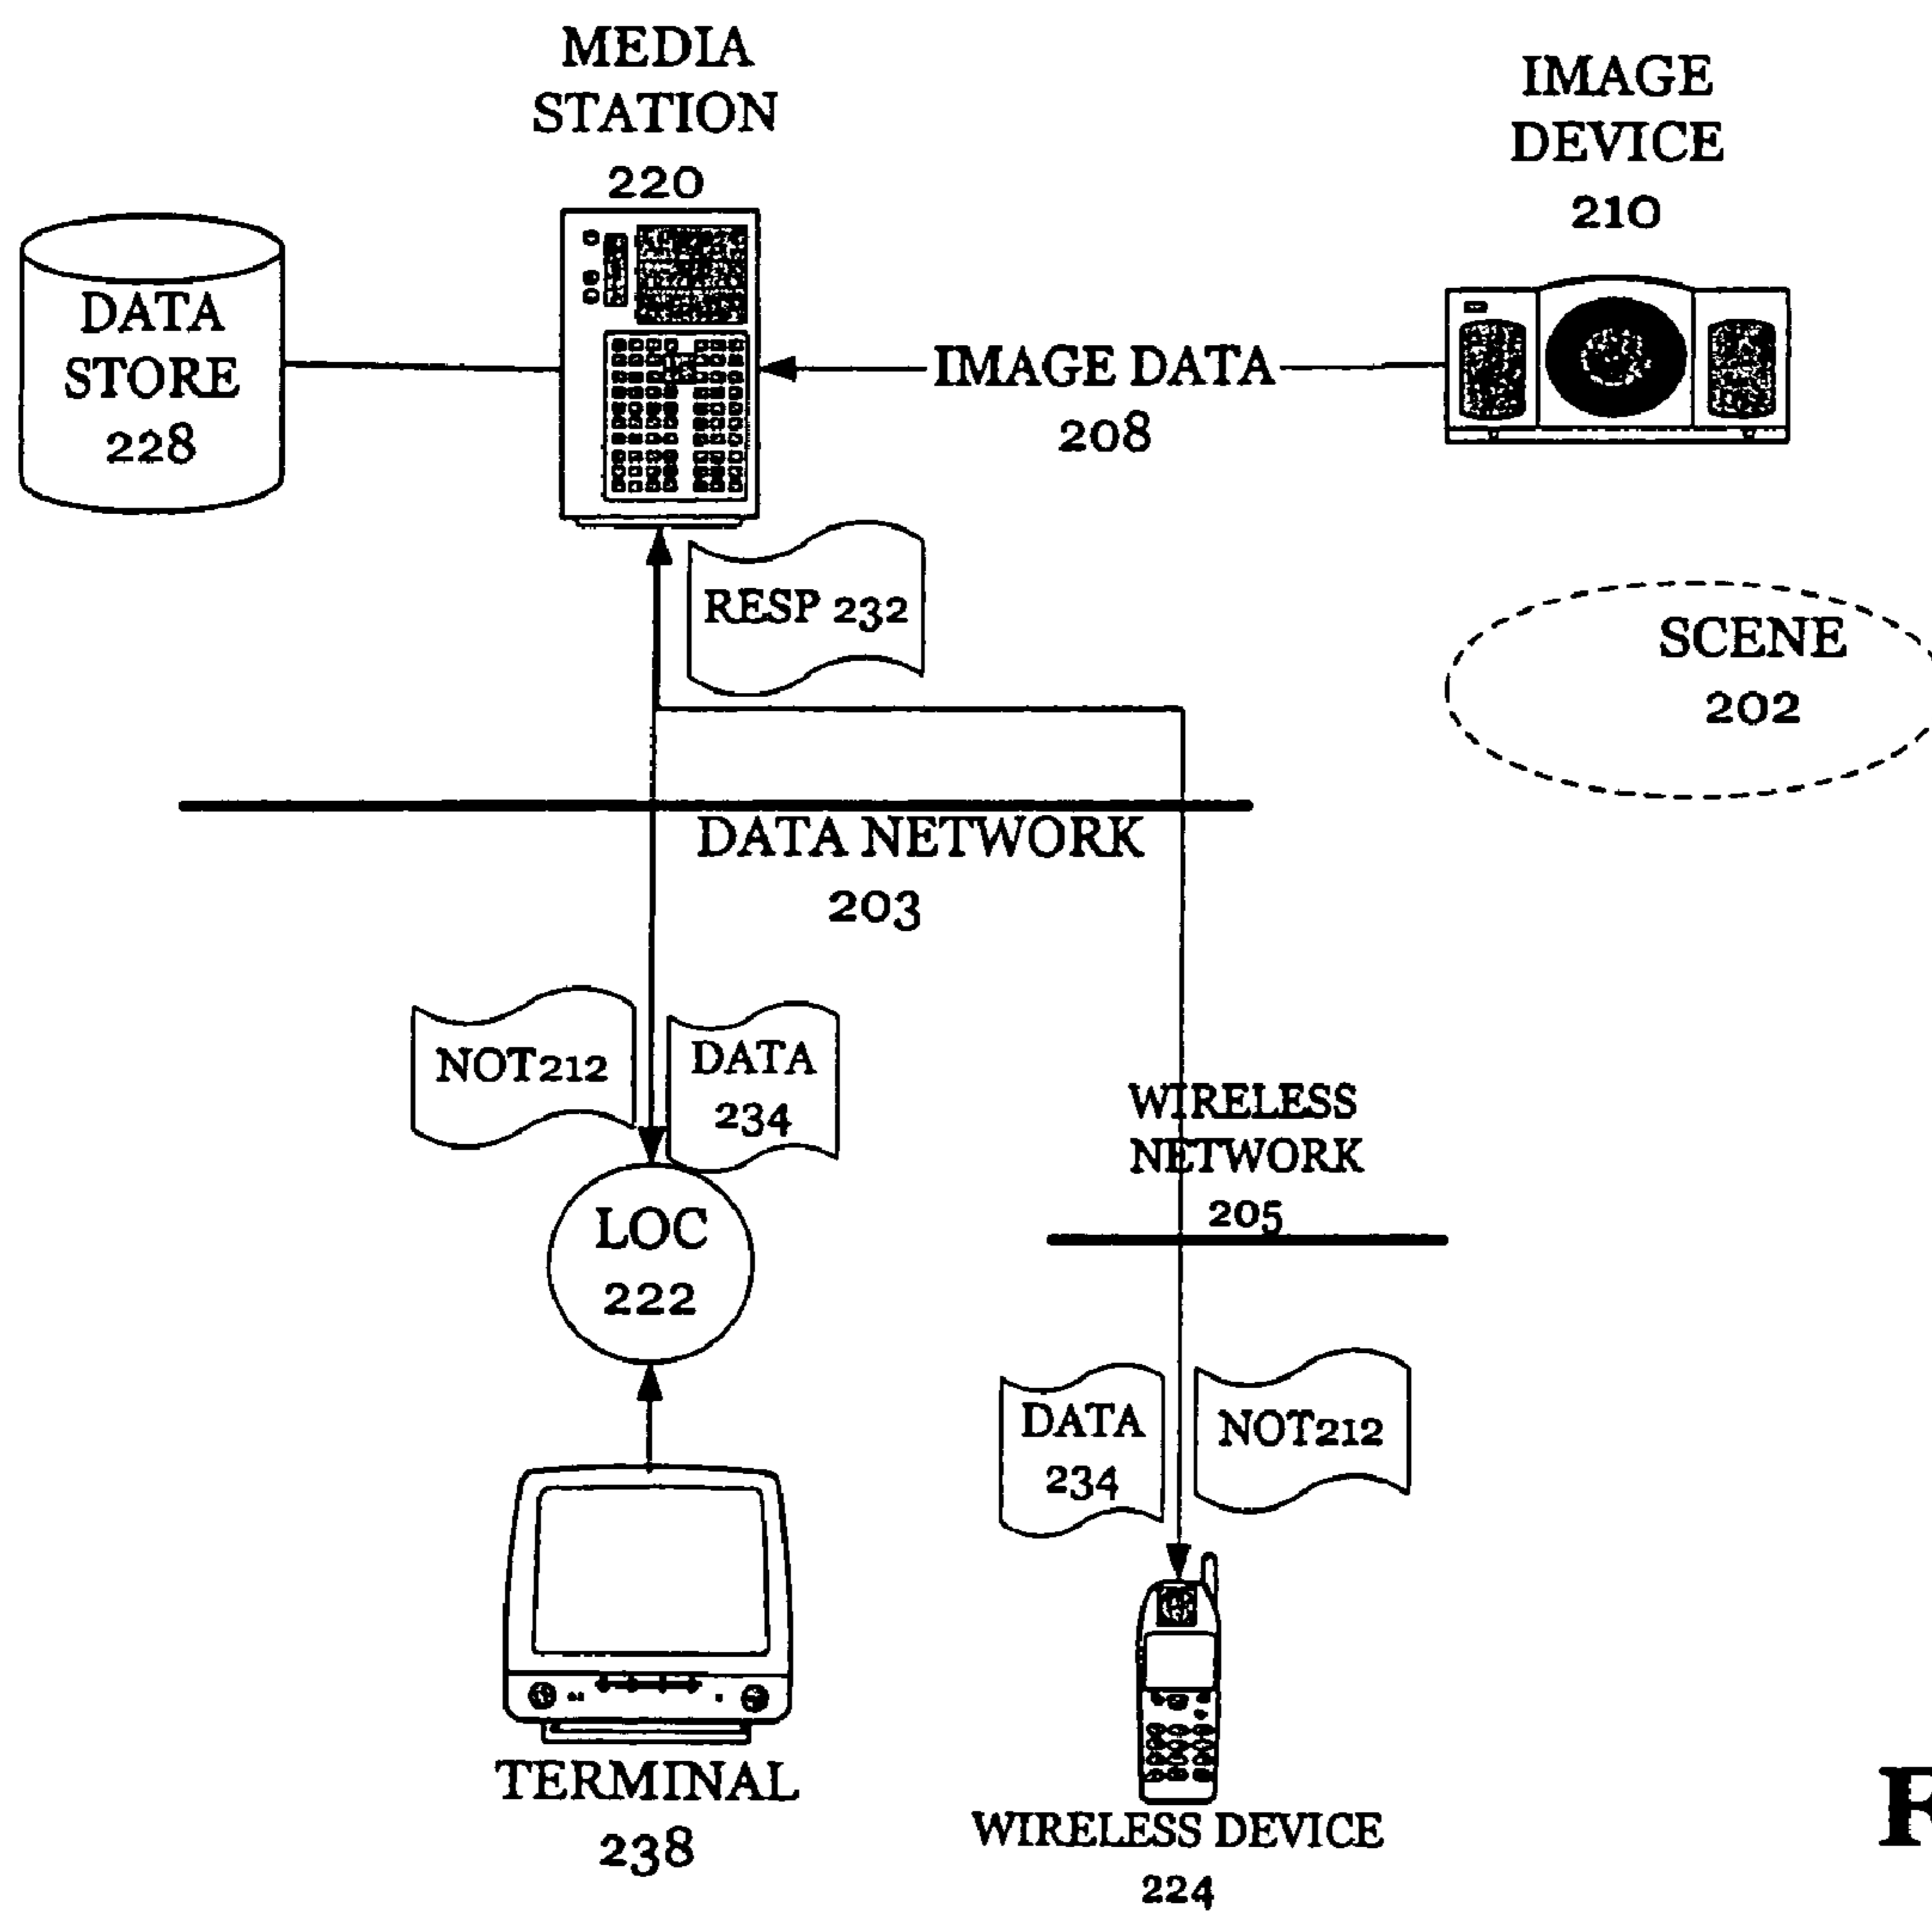 MEDIA
STATION
220
IMAGE
DEVICE
210
DATA
STORE
228
IMAGE DATA
208
RESP 232
SCENE
202
DATA NETWORK
203
NOT212
DATA
234
WIRELESS
NETWORK
205
LOC
222
DATA
234
NOT212
TERMINAL
238
WIRELESS DEVICE
224